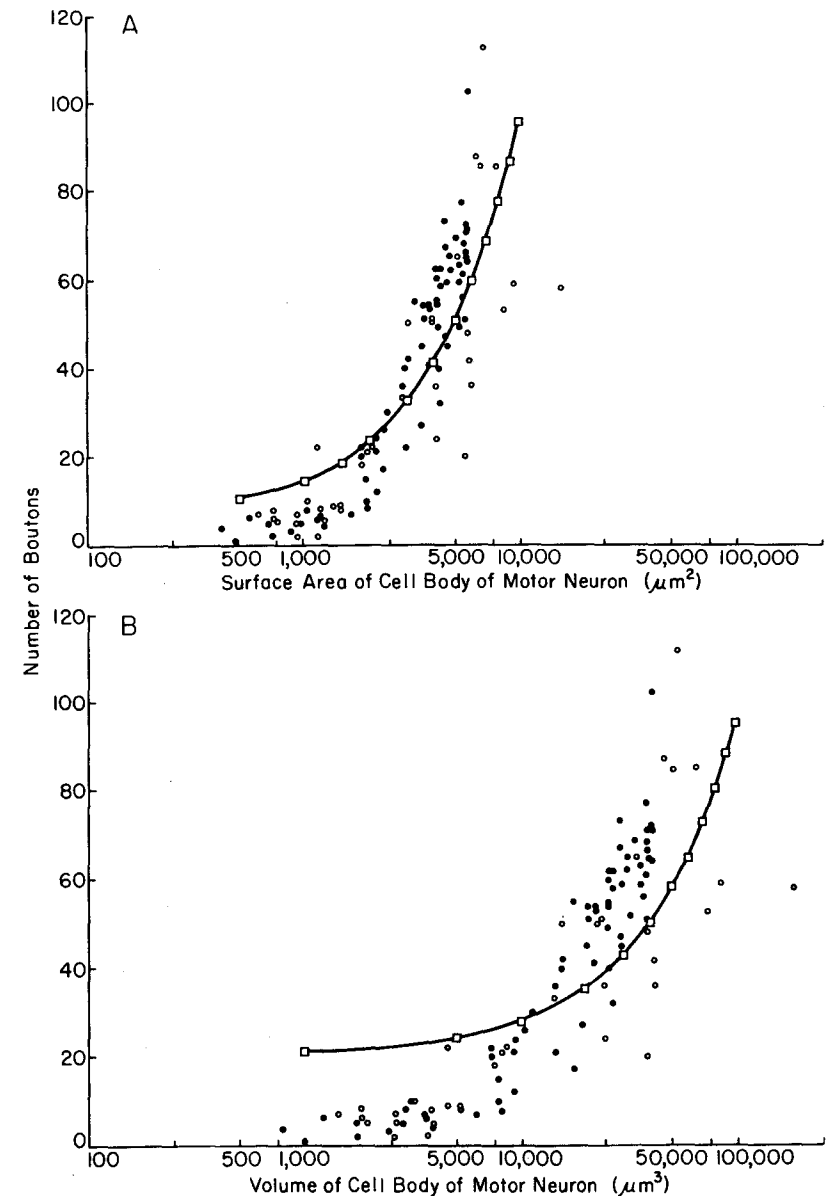 A
120
100
80
60
40
20
0
100 500 1,000 5,000 10,000 50,000 100,000
Surface Area of Cell Body of Motor Neuron (μm²)
Number of Boutons
B
120
100
80
60
40
20
0
100 500 1,000 5,000 10,000 50,000 100,000
Volume of Cell Body of Motor Neuron (μm³)